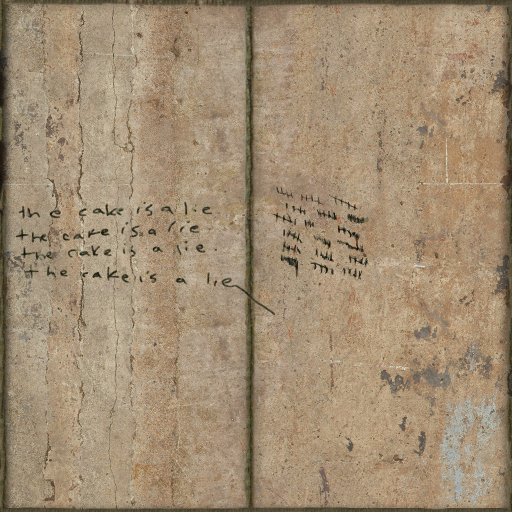 the cake is a lie
the cake is a lie
the cake is a lie.
the cake is a lie